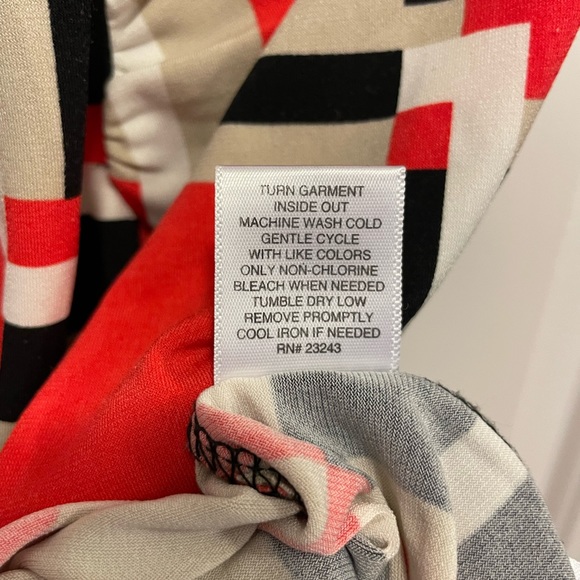 TURN GARMENT
INSIDE OUT
MACHINE WASH COLD
GENTLE CYCLE
WITH LIKE COLORS
ONLY NON-CHLORINE
BLEACH WHEN NEEDED
TUMBLE DRY LOW
REMOVE PROMPTLY
COOL IRON IF NEEDED
RN# 23243